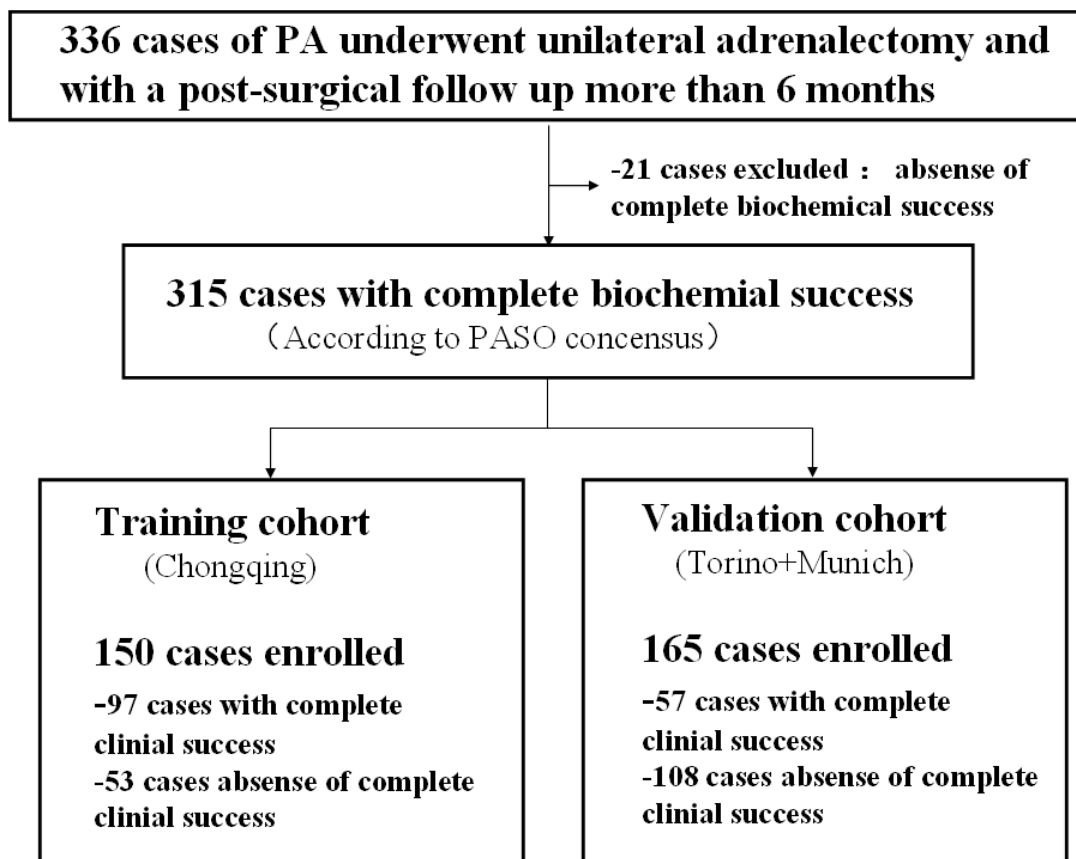 336 cases of PA underwent unilateral adrenalectomy and
with a post-surgical follow up more than 6 months
-21 cases excluded： absense of
complete biochemical success
315 cases with complete biochemial success
（According to PASO concensus）
Training cohort
(Chongqing)
150 cases enrolled
-97 cases with complete
clinial success
-53 cases absense of complete
clinial success
Validation cohort
(Torino+Munich)
165 cases enrolled
-57 cases with complete
clinial success
-108 cases absense of complete
clinial success